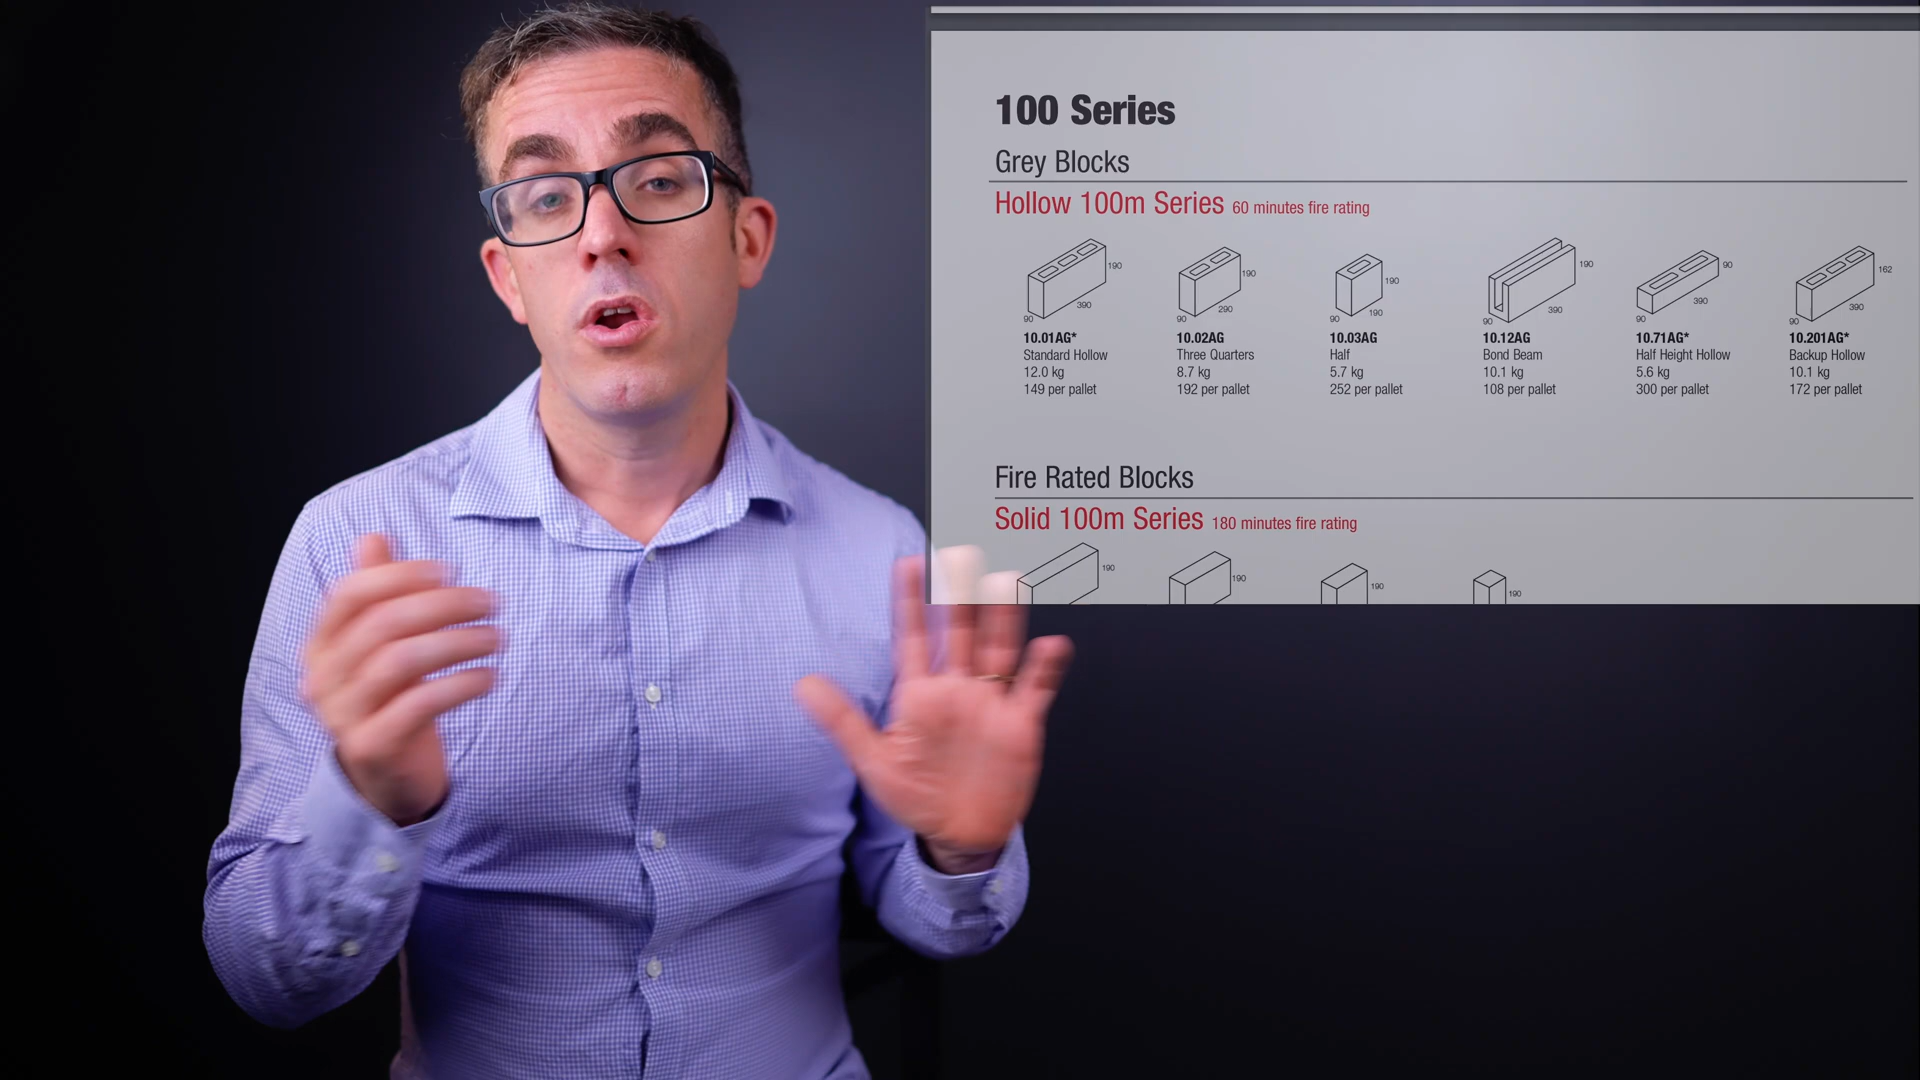 100 Series
Grey Blocks
Hollow 100m Series 60 minutes fire rating
190 190 190 190 90 162
390 290 190 390 390 390
90 90 90 90 90 90
10.01AG* 10.02AG 10.03AG 10.12AG 10.71AG* 10.201AG*
Standard Hollow Three Quarters Half Bond Beam Half Height Hollow Backup Hollow
12.0 kg 8.7 kg 5.7 kg 10.1 kg 5.6 kg 10.1 kg
149 per pallet 192 per pallet 252 per pallet 108 per pallet 300 per pallet 172 per pallet
Fire Rated Blocks
Solid 100m Series 180 minutes fire rating
190 190 190 190